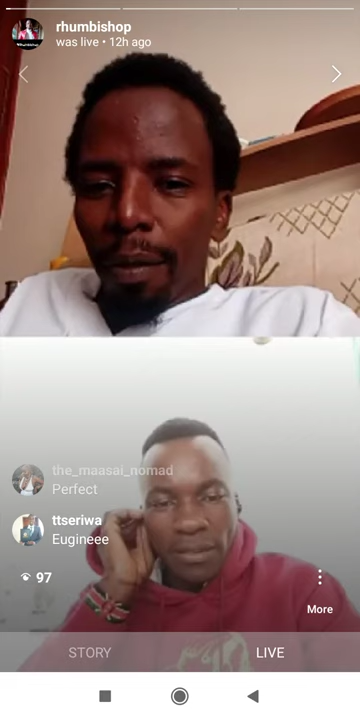 rhumbishop
was live • 12h ago
the_maasai_nomad
Perfect
ttseriwa
Eugineee
97
More
STORY
LIVE